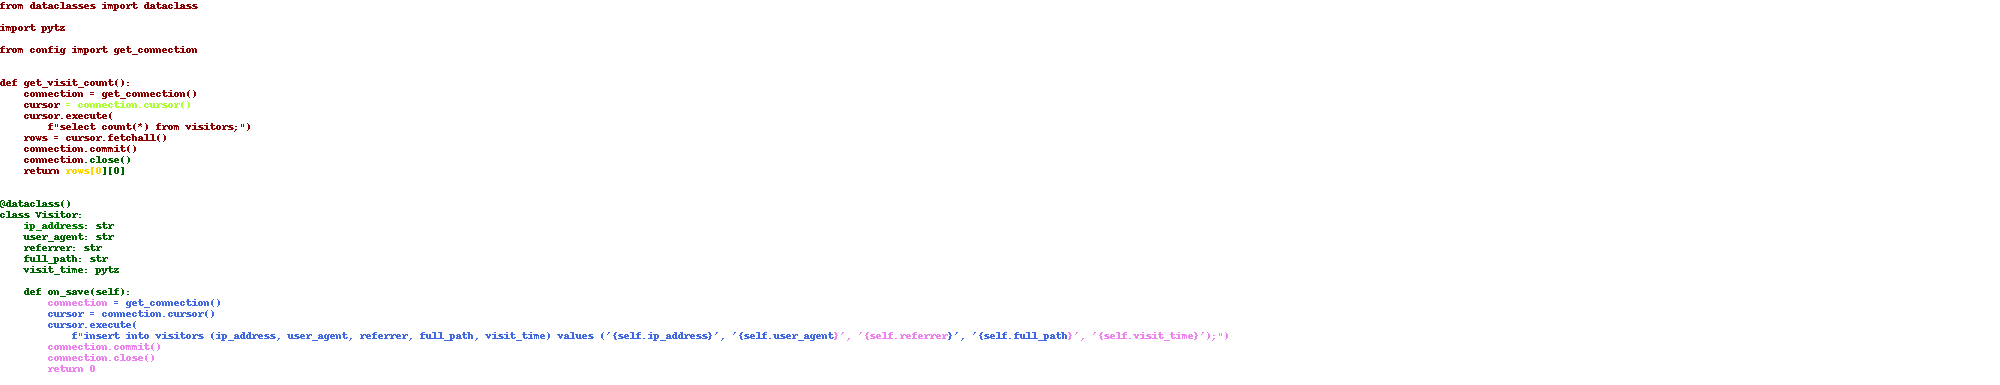 from dataclasses import dataclass

import pytz

from config import get_connection


def get_visit_count():
    connection = get_connection()
    cursor = connection.cursor()
    cursor.execute(
        f"select count(*) from visitors;")
    rows = cursor.fetchall()
    connection.commit()
    connection.close()
    return rows[0][0]


@dataclass()
class Visitor:
    ip_address: str
    user_agent: str
    referrer: str
    full_path: str
    visit_time: pytz

    def on_save(self):
        connection = get_connection()
        cursor = connection.cursor()
        cursor.execute(
            f"insert into visitors (ip_address, user_agent, referrer, full_path, visit_time) values ('{self.ip_address}', '{self.user_agent}', '{self.referrer}', '{self.full_path}', '{self.visit_time}');")
        connection.commit()
        connection.close()
        return 0